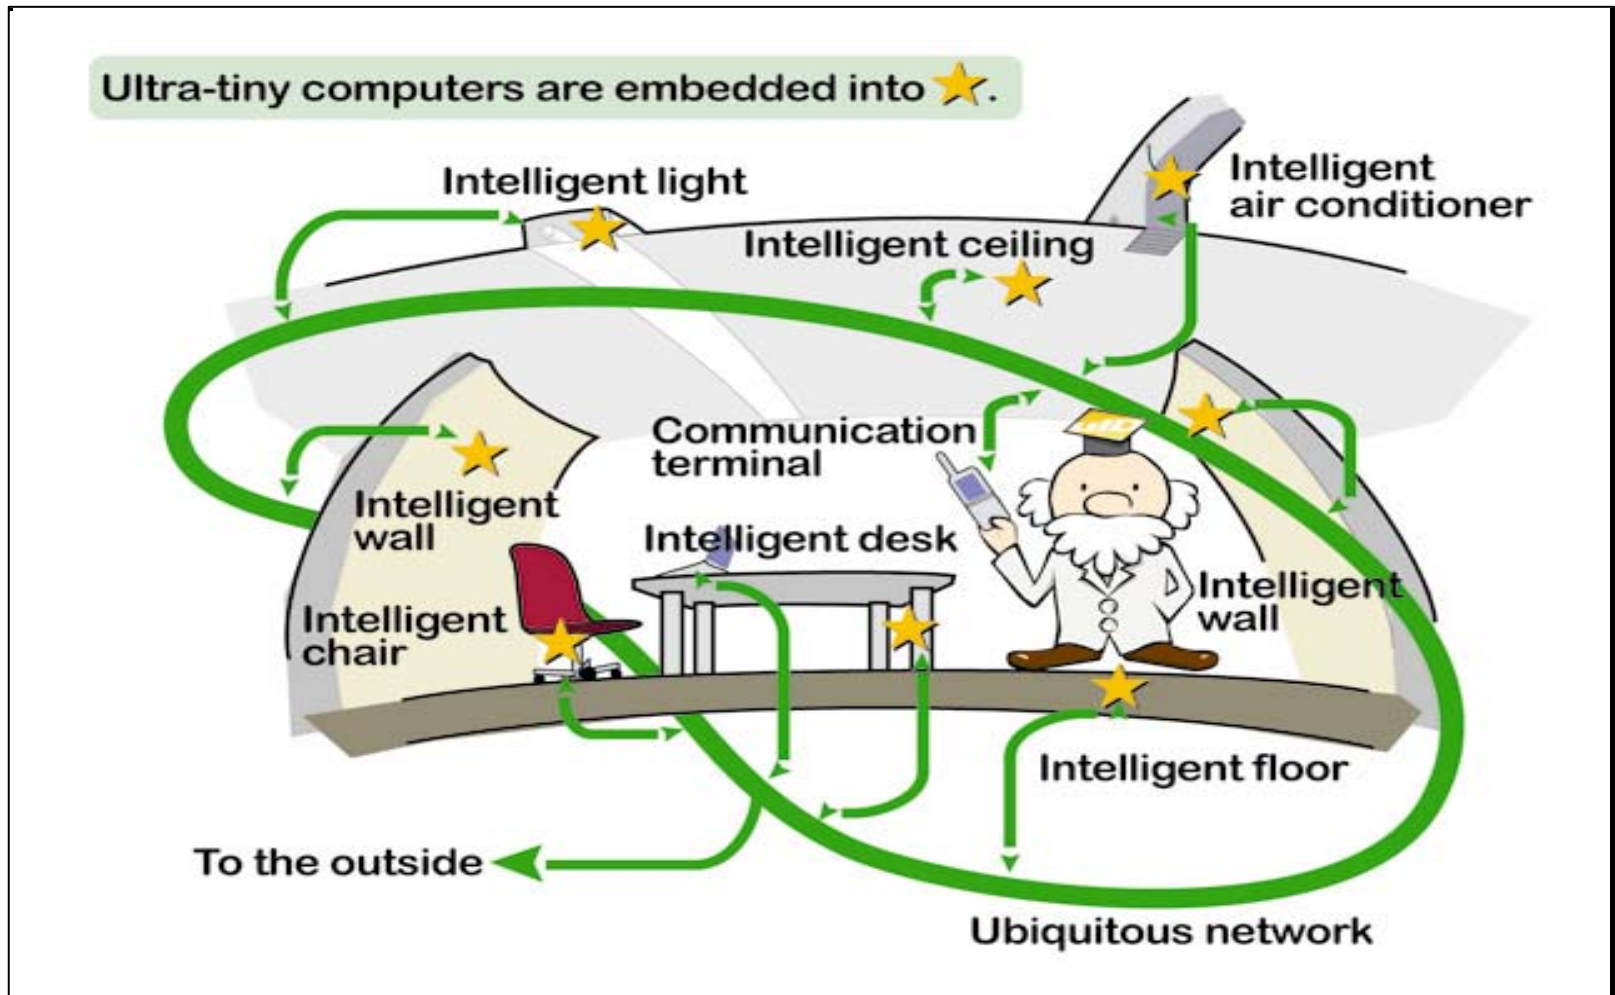 Ultra-tiny computers are embedded into ★.
Intelligent light
Intelligent
air conditioner
Intelligent ceiling
Communication
terminal
Intelligent
wall
Intelligent desk
Intelligent
wall
Intelligent
chair
Intelligent floor
To the outside
Ubiquitous network